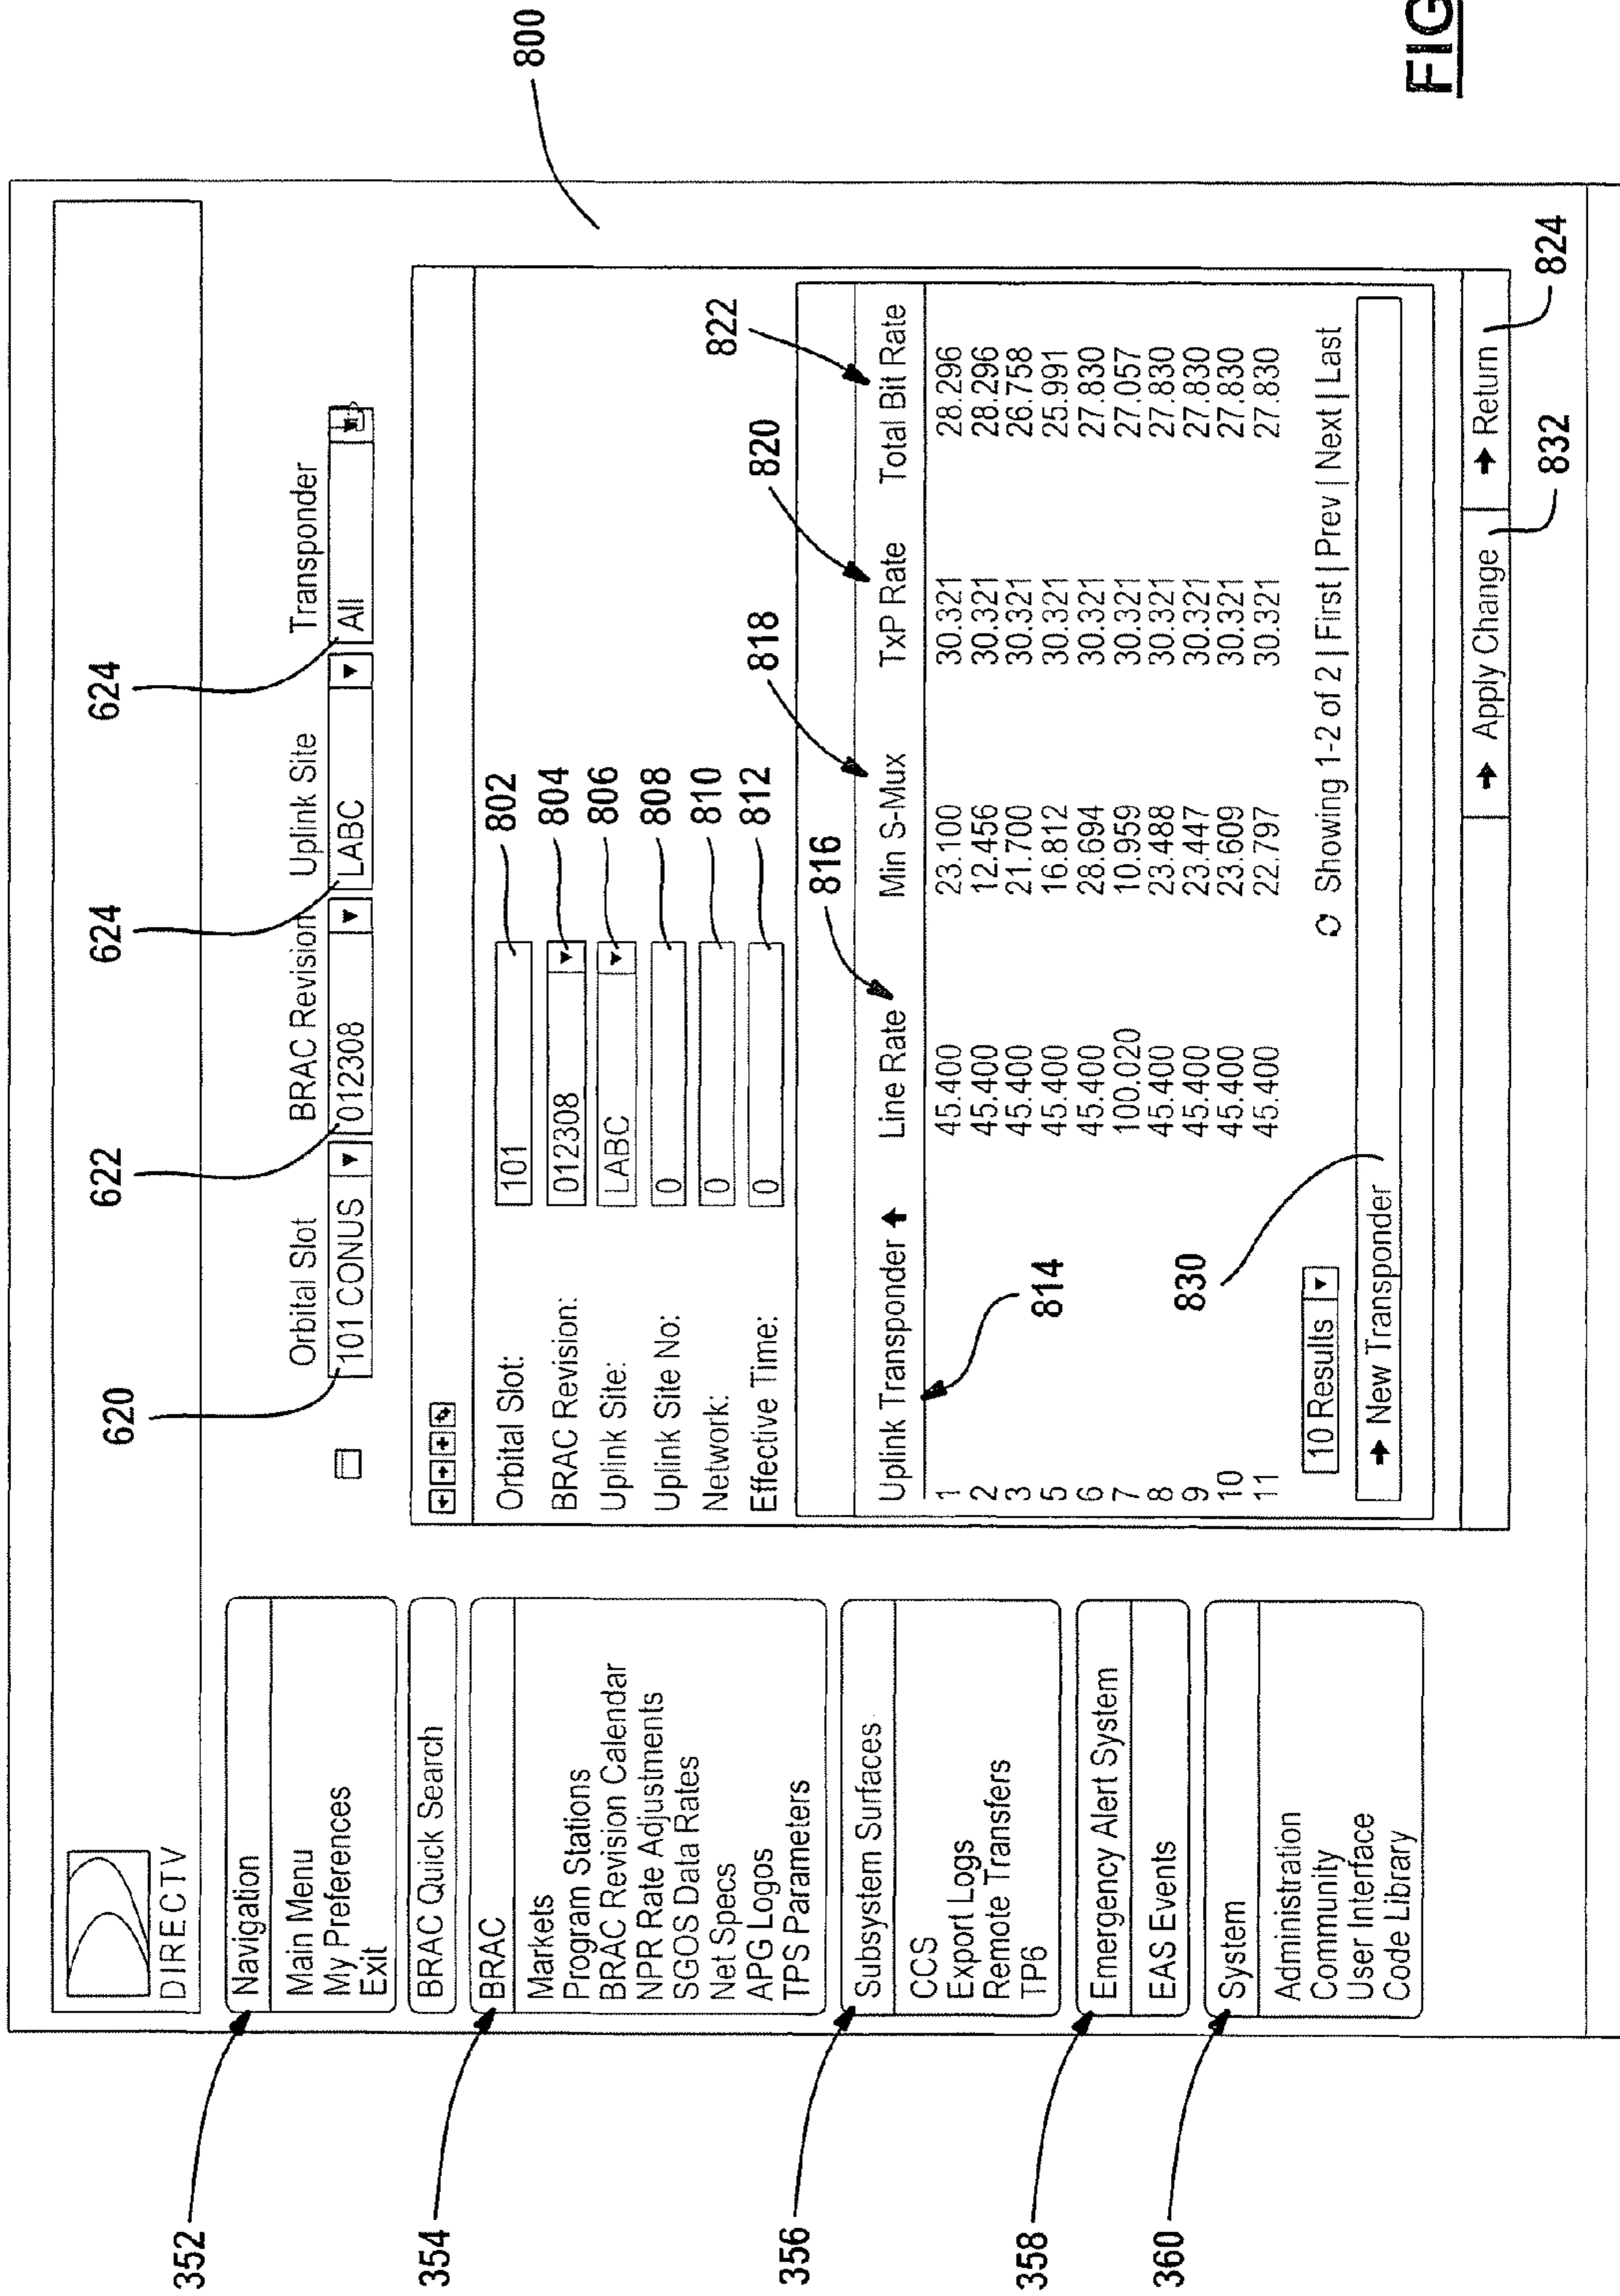 DIRECTV
352
Navigation
Main Menu
My Preferences
Exit
BRAC Quick Search
354
BRAC
Markets
Program Stations
BRAC Revision Calendar
NPR Rate Adjustments
SGOS Data Rates
Net Specs
APG Logos
TPS Parameters
356
Subsystem Surfaces
CCS
Export Logs
Remote Transfers
TP6
358
Emergency Alert System
EAS Events
360
System
Administration
Community
User Interface
Code Library
620 622 624 624
Orbital Slot BRAC Revision Uplink Site Transponder
101 CONUS 012308 LABC All
800
Orbital Slot: 101 802
BRAC Revision: 012308 804
Uplink Site: LABC 806
Uplink Site No: 0 808
Network: 0 810
Effective Time: 0 812
814 816 818 820 822
Uplink Transponder Line Rate Min S-Mux TxP Rate Total Bit Rate
1 45.400 23.100 30.321 28.296
2 45.400 12.456 30.321 28.296
3 45.400 21.700 30.321 26.758
5 45.400 16.812 30.321 25.991
6 45.400 28.694 30.321 27.830
7 100.020 10.959 30.321 27.057
8 45.400 23.488 30.321 27.830
9 45.400 23.447 30.321 27.830
10 45.400 23.609 30.321 27.830
11 45.400 22.797 30.321 27.830
10 Results Showing 1-2 of 2 | First | Prev | Next | Last
830
New Transponder
Apply Change Return
832 824
FIG